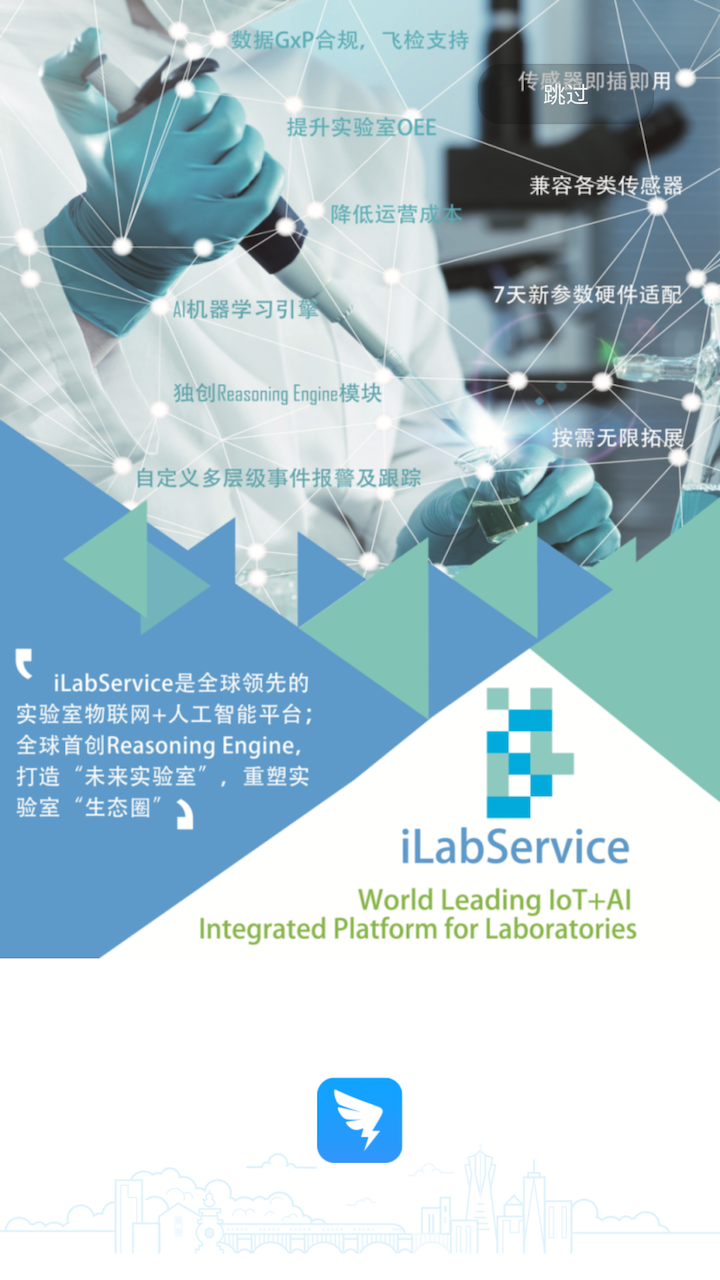 数据GxP合规，飞检支持
传感器即插即用
跳过
提升实验室OEE
兼容各类传感器
降低运营成本
7天新参数硬件适配
AI机器学习引擎
独创Reasoning Engine模块
按需无限拓展
自定义多层级事件报警及跟踪
iLabService是全球领先的
实验室物联网+人工智能平台；
全球首创Reasoning Engine,
打造“未来实验室”，重塑实
验室“生态圈”
iLabService
World Leading IoT+AI
Integrated Platform for Laboratories